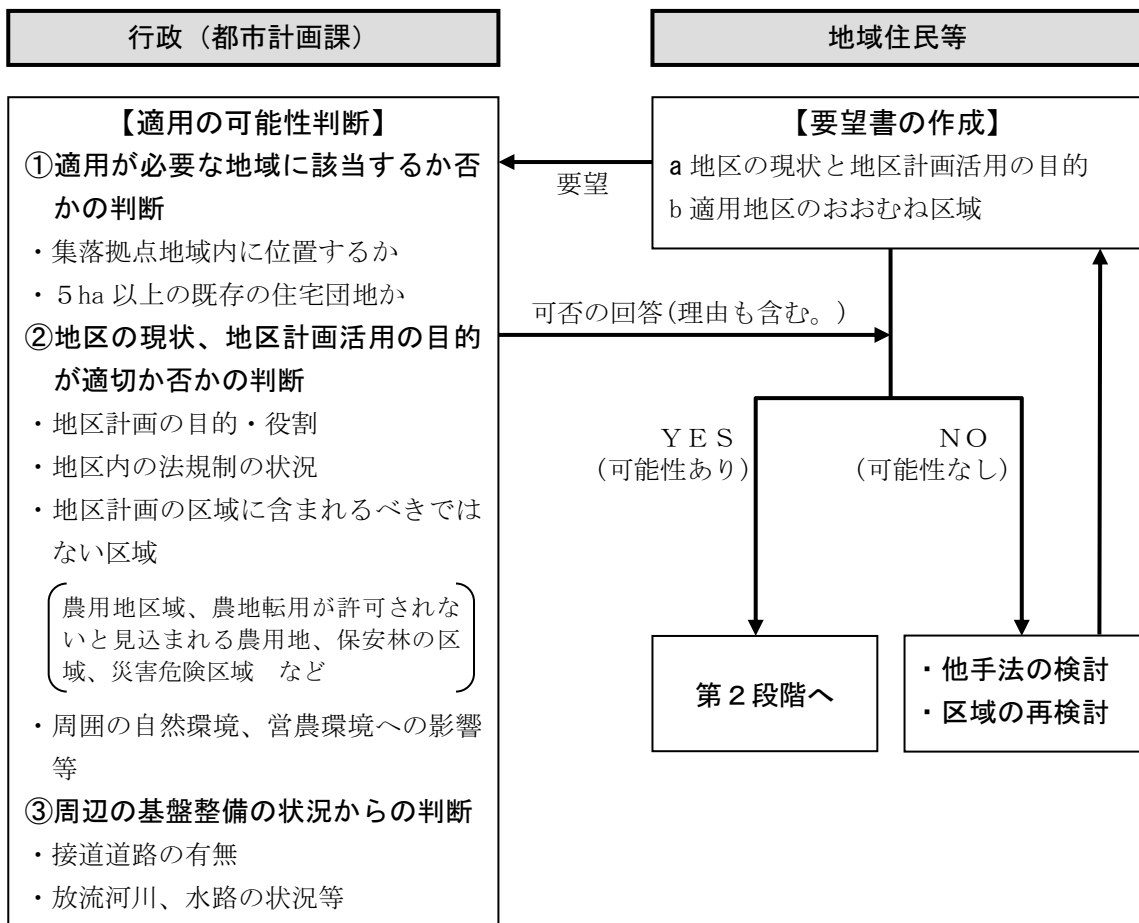 行政（都市計画課）
【適用の可能性判断】
①適用が必要な地域に該当するか否
かの判断
・集落拠点地域内に位置するか
・５ha 以上の既存の住宅団地か
②地区の現状、地区計画活用の目的
が適切か否かの判断
・地区計画の目的・役割
・地区内の法規制の状況
・地区計画の区域に含まれるべきでは
ない区域
農用地区域、農地転用が許可されな
いと見込まれる農用地、保安林の区
域、災害危険区域　など
・周囲の自然環境、営農環境への影響
等
③周辺の基盤整備の状況からの判断
・接道道路の有無
・放流河川、水路の状況等
地域住民等
【要望書の作成】
a 地区の現状と地区計画活用の目的
b 適用地区のおおむね区域
要望
可否の回答(理由も含む。)
ＹＥＳ
(可能性あり)
ＮＯ
(可能性なし)
第２段階へ
・他手法の検討
・区域の再検討